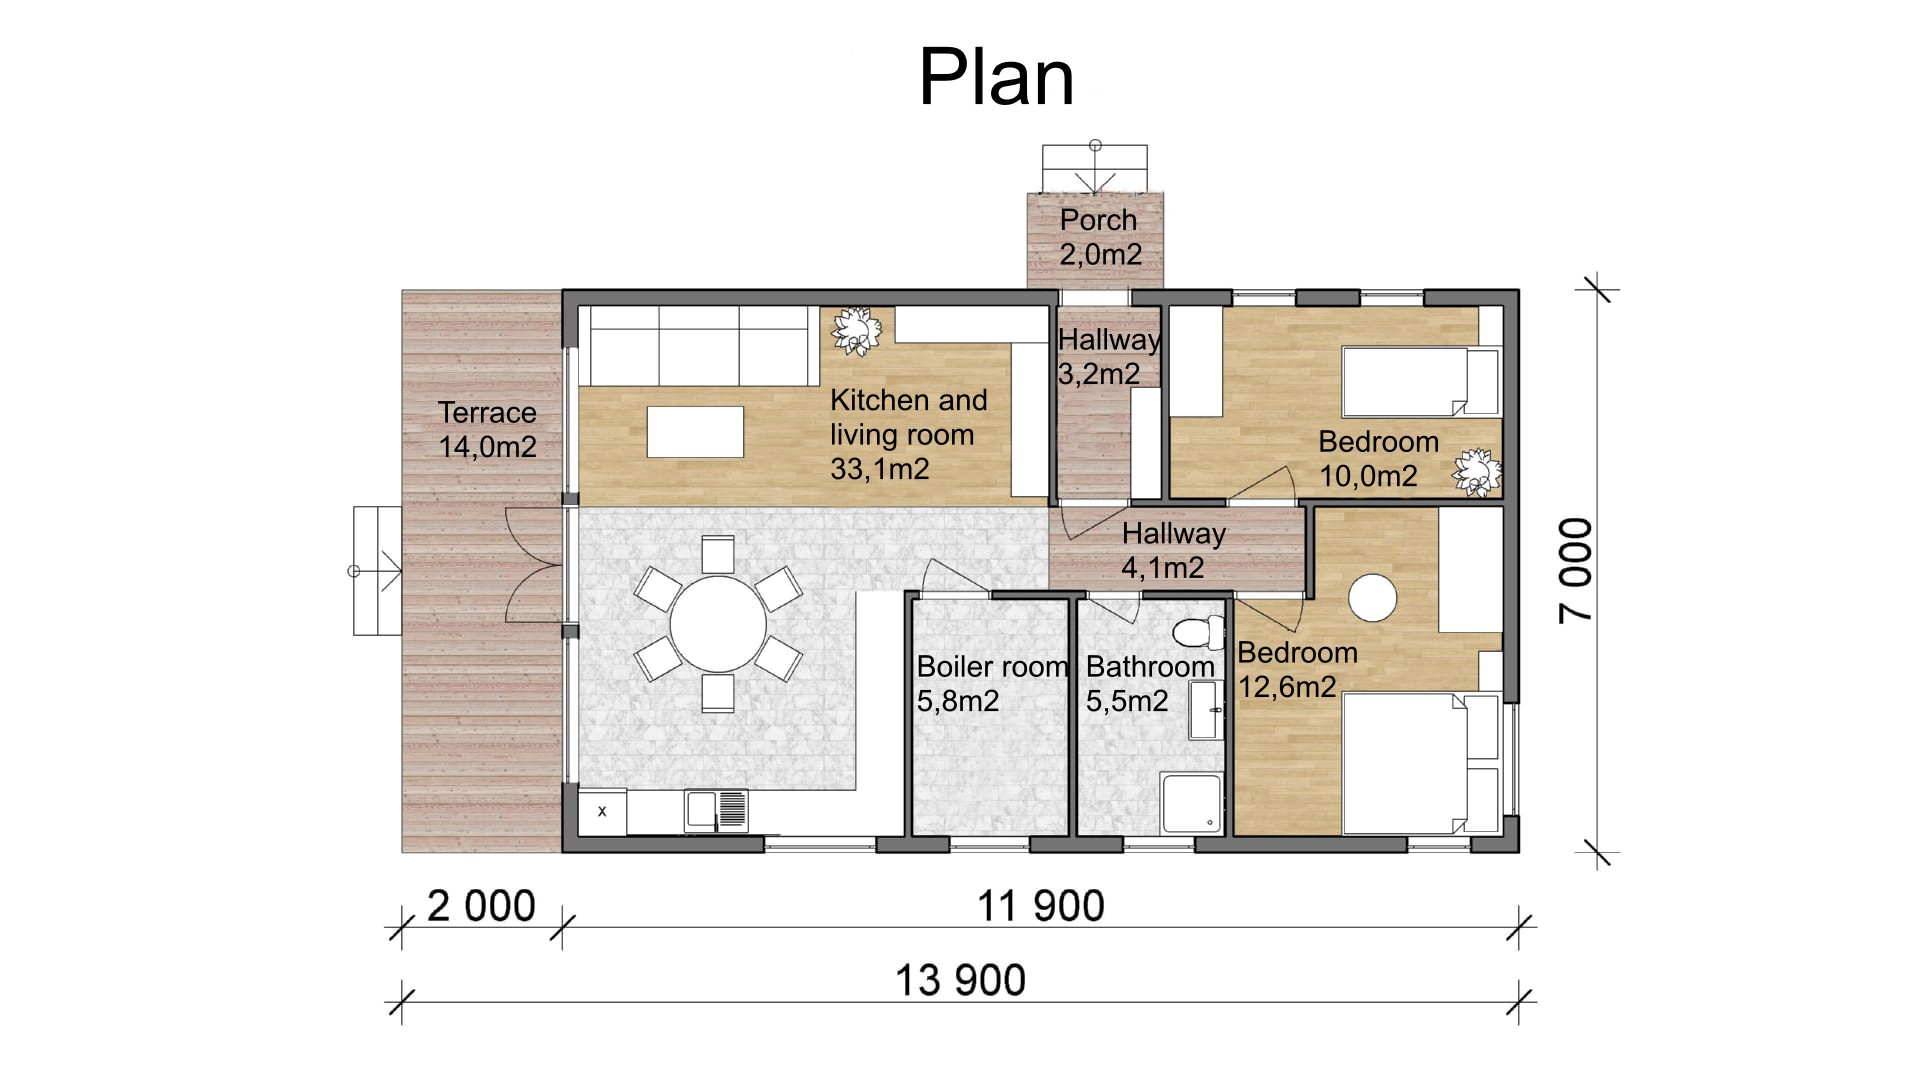 Plan
Porch
2,0m2
Hallway
3,2m2
Kitchen and
living room
33,1m2
Terrace
14,0m2
Bedroom
10,0m2
Hallway
4,1m2
7 000
Boiler room
5,8m2
Bathroom
5,5m2
Bedroom
12,6m2
x
2 000
11 900
13 900